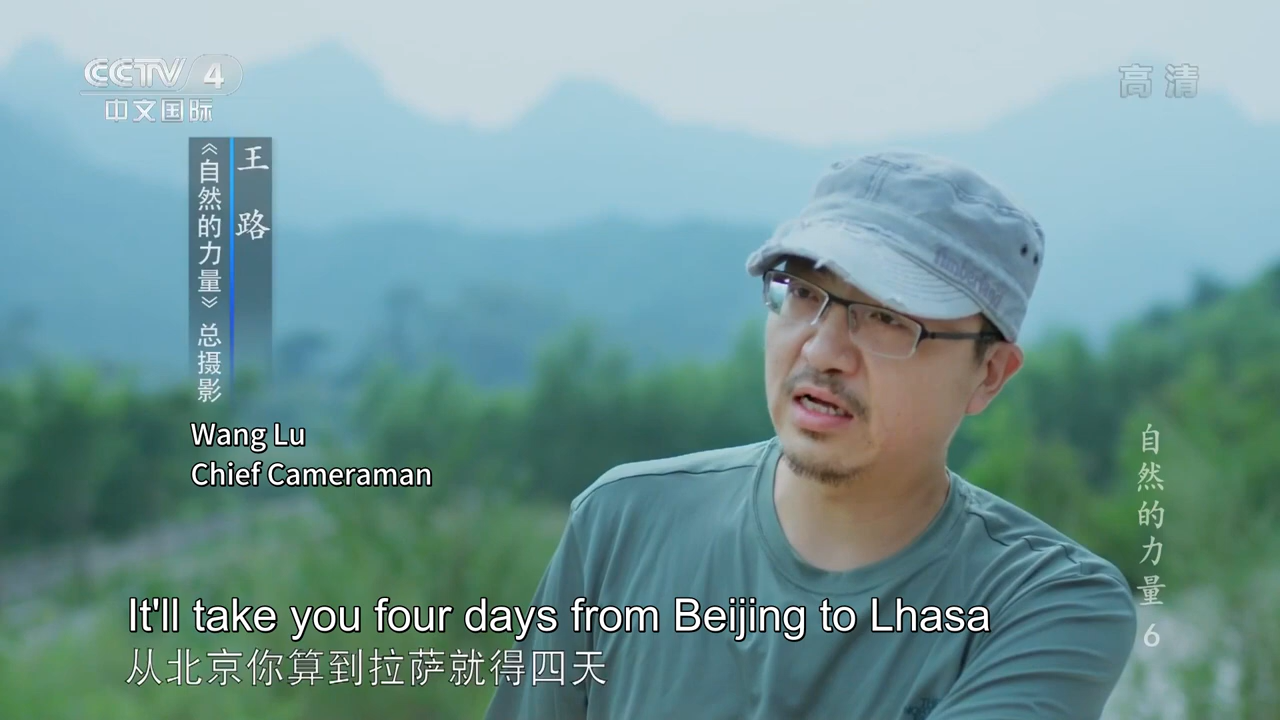 CCTV 4
中文国际
高清
王路
《自然的力量》总摄影
Wang Lu
Chief Cameraman
Timberland
自然的力量 6
It'll take you four days from Beijing to Lhasa
从北京你算到拉萨就得四天